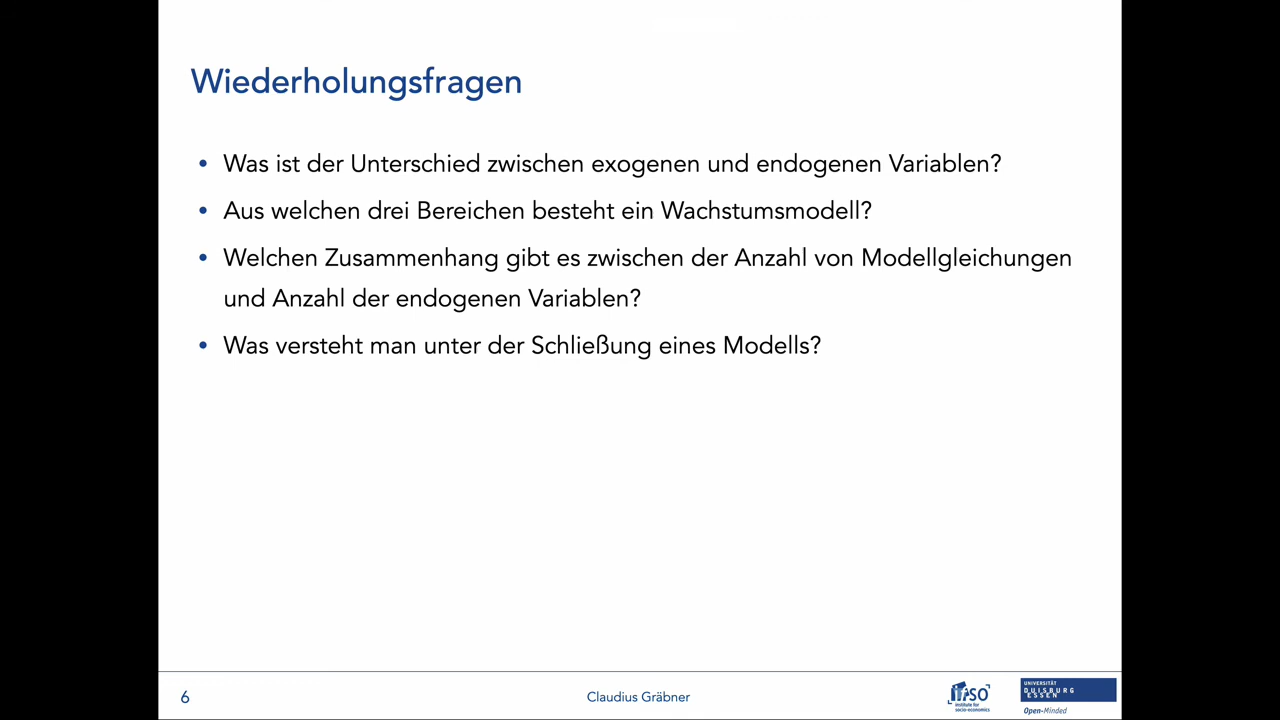 Wiederholungsfragen
• Was ist der Unterschied zwischen exogenen und endogenen Variablen?
• Aus welchen drei Bereichen besteht ein Wachstumsmodell?
• Welchen Zusammenhang gibt es zwischen der Anzahl von Modellgleichungen
und Anzahl der endogenen Variablen?
• Was versteht man unter der Schließung eines Modells?
6
Claudius Gräbner
ifso
institute for
socio-economics
UNIVERSITÄT
DUISBURG
ESSEN
Open-Minded